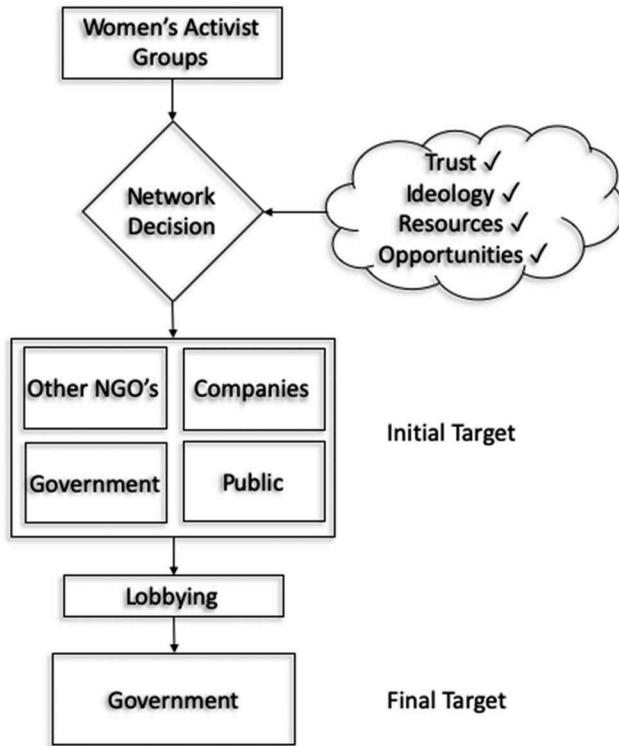 Women's Activist
Groups
Network
Decision
Trust ✓
Ideology ✓
Resources ✓
Opportunities ✓
Other NGO's
Companies
Government
Public
Initial Target
Lobbying
Government
Final Target